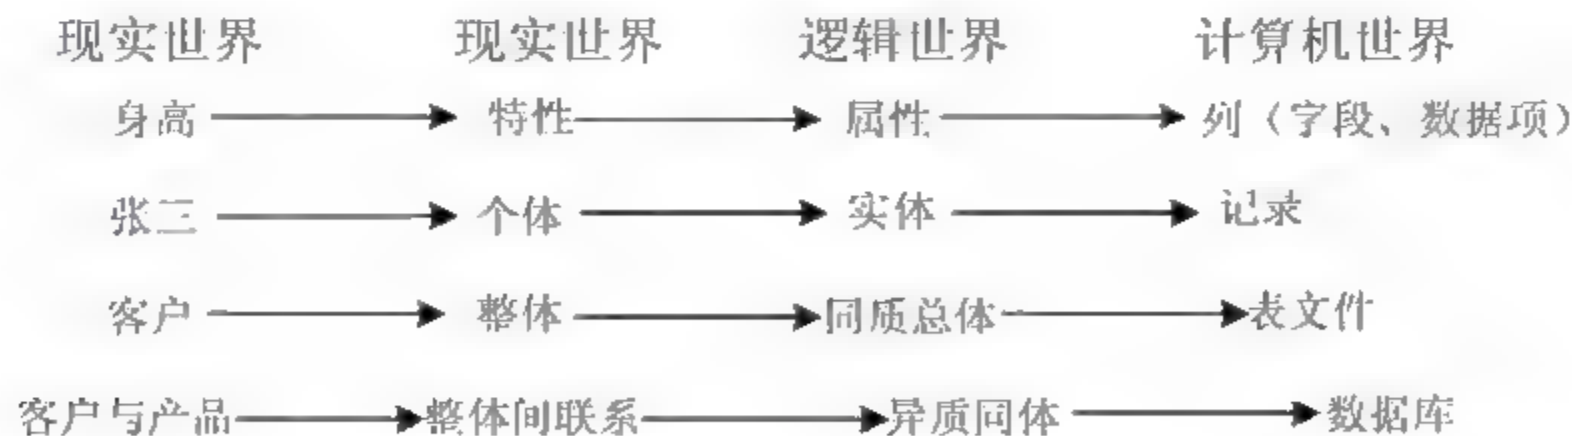 现实世界 现实世界 逻辑世界 计算机世界
身高 特性 属性 列（字段、数据项）
张三 个体 实体 记录
客户 整体 同质总体 表文件
客户与产品 整体间联系 异质同体 数据库